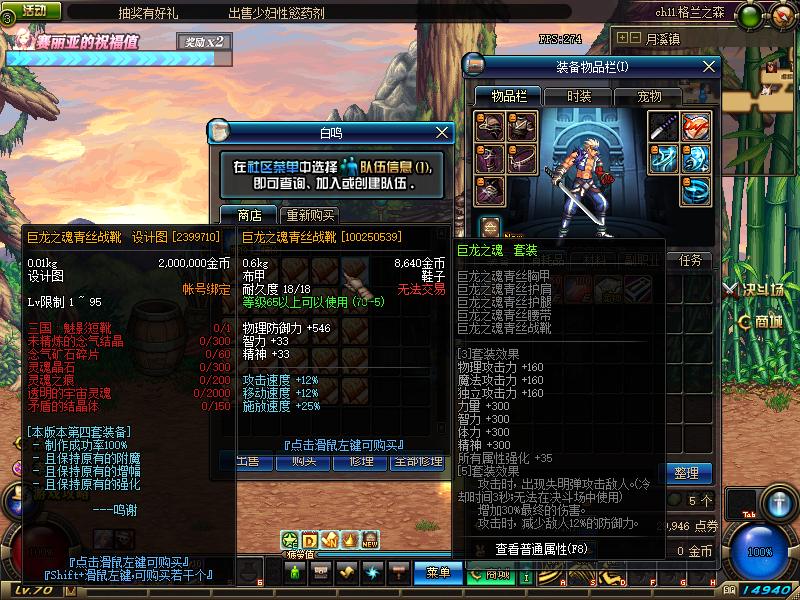 活动
抽奖有好礼
出售少妇性慾药剂
ch11.格兰之森
3
赛丽亚的祝福值
奖励 x2
FPS:274
月溪镇
装备物品栏(I)
物品栏
时装
宠物
白鸣
在社区菜单中选择 队伍信息(I),
即可查询、加入或创建队伍.
商店
重新购买
任务
巨龙之魂青丝战靴 设计图 [2399710]
0.01kg
2,000,000金币
设计图
帐号绑定
Lv限制 1 ~ 95
三国·魅影短靴
0/1
未精炼的念气结晶
0/300
念气矿石碎片
0/60
灵魂晶石
0/300
灵魂之痕
0/200
透明的宇宙灵魂
0/2000
矛盾的结晶体
0/150
[本版本第四套装备]
- 制作成功率100%
- 且保持原有的附魔
- 且保持原有的增幅
- 且保持原有的强化
---鸣谢
『点击滑鼠左键可购买』
『Shift+滑鼠左键,可购买若干个』
巨龙之魂青丝战靴 [100250539]
0.6kg
8,640金币
布甲
鞋子
耐久度 18/18
无法交易
等级65以上可以使用 (70-5)
物理防御力 +546
智力 +33
精神 +33
攻击速度 +12%
移动速度 +12%
施放速度 +25%
『点击滑鼠左键可购买』
出售
购买
修理
全部修理
巨龙之魂 套装
巨龙之魂青丝胸甲
巨龙之魂青丝护肩
巨龙之魂青丝护腿
巨龙之魂青丝腰带
巨龙之魂青丝战靴
[3]套装效果
物理攻击力 +160
魔法攻击力 +160
独立攻击力 +160
力量 +300
智力 +300
体力 +300
精神 +300
所有属性强化 +35
[5]套装效果
攻击时, 出现失明弹攻击敌人。(冷
却时间3秒;无法在决斗场中使用)
增加30%最终的伤害。
攻击时, 减少敌人12%的防御力。
查看普通属性(F8)
决斗场
商城
整理
5 个
9,946 点券
0 金币
Tab
100%
100%
疲劳值
NEW
菜单
商城
Lv.70
SP
14940